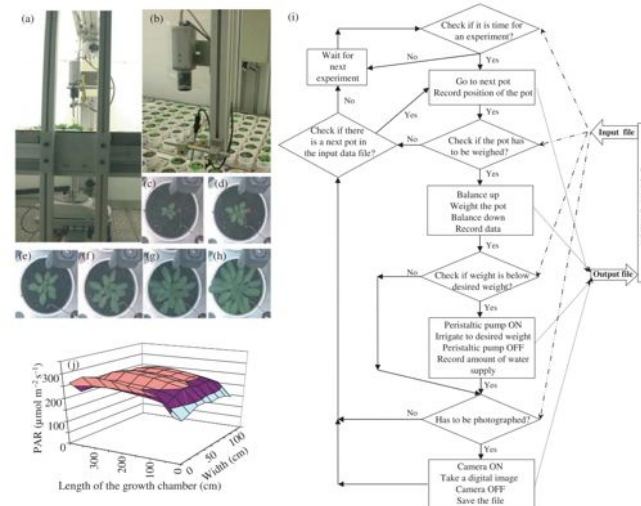 (a)
(b)
(c)
(d)
(e)
(f)
(g)
(h)
(i)
Check if it is time for
an experiment?
No
Yes
Wait for
next
experiment
Go to next pot
Record position of the pot
No
Yes
Yes
Check if there
is a next pot in
the input data file?
No
Check if the pot has
to be weighed?
Input file
Yes
Balance up
Weight the pot
Balance down
Record data
Output file
No
Check if weight is below
desired weight?
Yes
Peristaltic pump ON
Irrigate to desired weight
Peristaltic pump OFF
Record amount of water
supply
Yes
No
Has to be photographed?
Yes
Camera ON
Take a digital image
Camera OFF
Save the file
(j)
PAR (µmol m⁻² s⁻¹)
300
200
100
0
300
200
100
0
Length of the growth chamber (cm)
0
50
100
Width (cm)